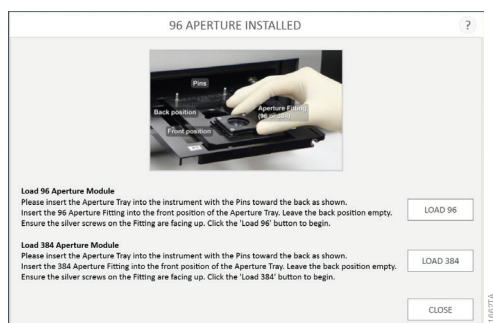 96 APERTURE INSTALLED
?
Pins
Back position
Aperture Fitting
(96 or 384)
Front position
Load 96 Aperture Module
Please insert the Aperture Tray into the instrument with the Pins toward the back as shown.
Insert the 96 Aperture Fitting into the front position of the Aperture Tray. Leave the back position empty.
Ensure the silver screws on the Fitting are facing up. Click the 'Load 96' button to begin.
LOAD 96
Load 384 Aperture Module
Please insert the Aperture Tray into the instrument with the Pins toward the back as shown.
Insert the 384 Aperture Fitting into the front position of the Aperture Tray. Leave the back position empty.
Ensure the silver screws on the Fitting are facing up. Click the 'Load 384' button to begin.
LOAD 384
CLOSE
1662TA